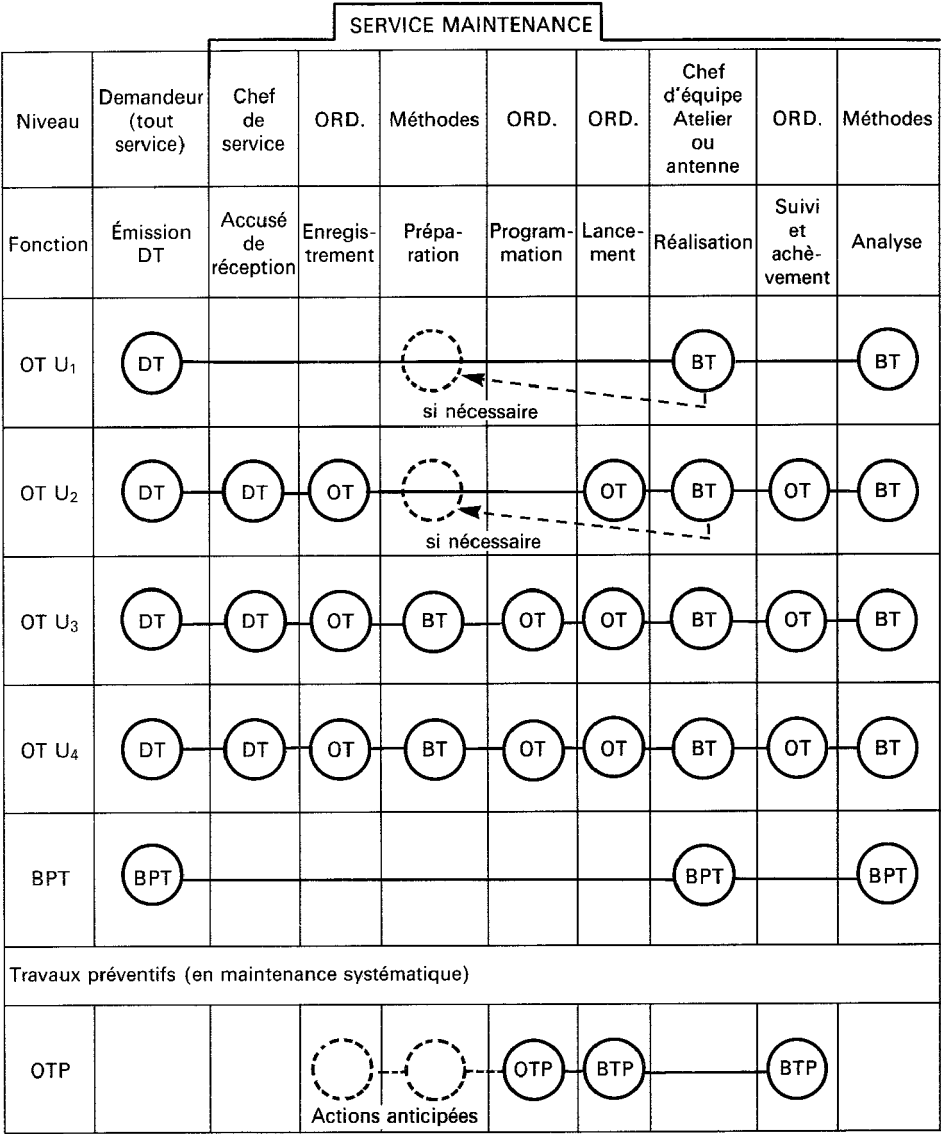 SERVICE MAINTENANCE
Niveau
Demandeur
(tout
service)
Chef
de
service
ORD.
Méthodes
ORD.
ORD.
Chef
d'équipe
Atelier
ou
antenne
ORD.
Méthodes
Fonction
Émission
DT
Accusé
de
réception
Enregis-
trement
Prépa-
ration
Program-
mation
Lance-
ment
Réalisation
Suivi
et
achè-
vement
Analyse
OT U1
DT
BT
BT
si nécessaire
OT U2
DT
DT
OT
OT
BT
OT
BT
si nécessaire
OT U3
DT
DT
OT
BT
OT
OT
BT
OT
BT
OT U4
DT
DT
OT
BT
OT
OT
BT
OT
BT
BPT
BPT
BPT
BPT
Travaux préventifs (en maintenance systématique)
OTP
OTP
BTP
BTP
Actions anticipées